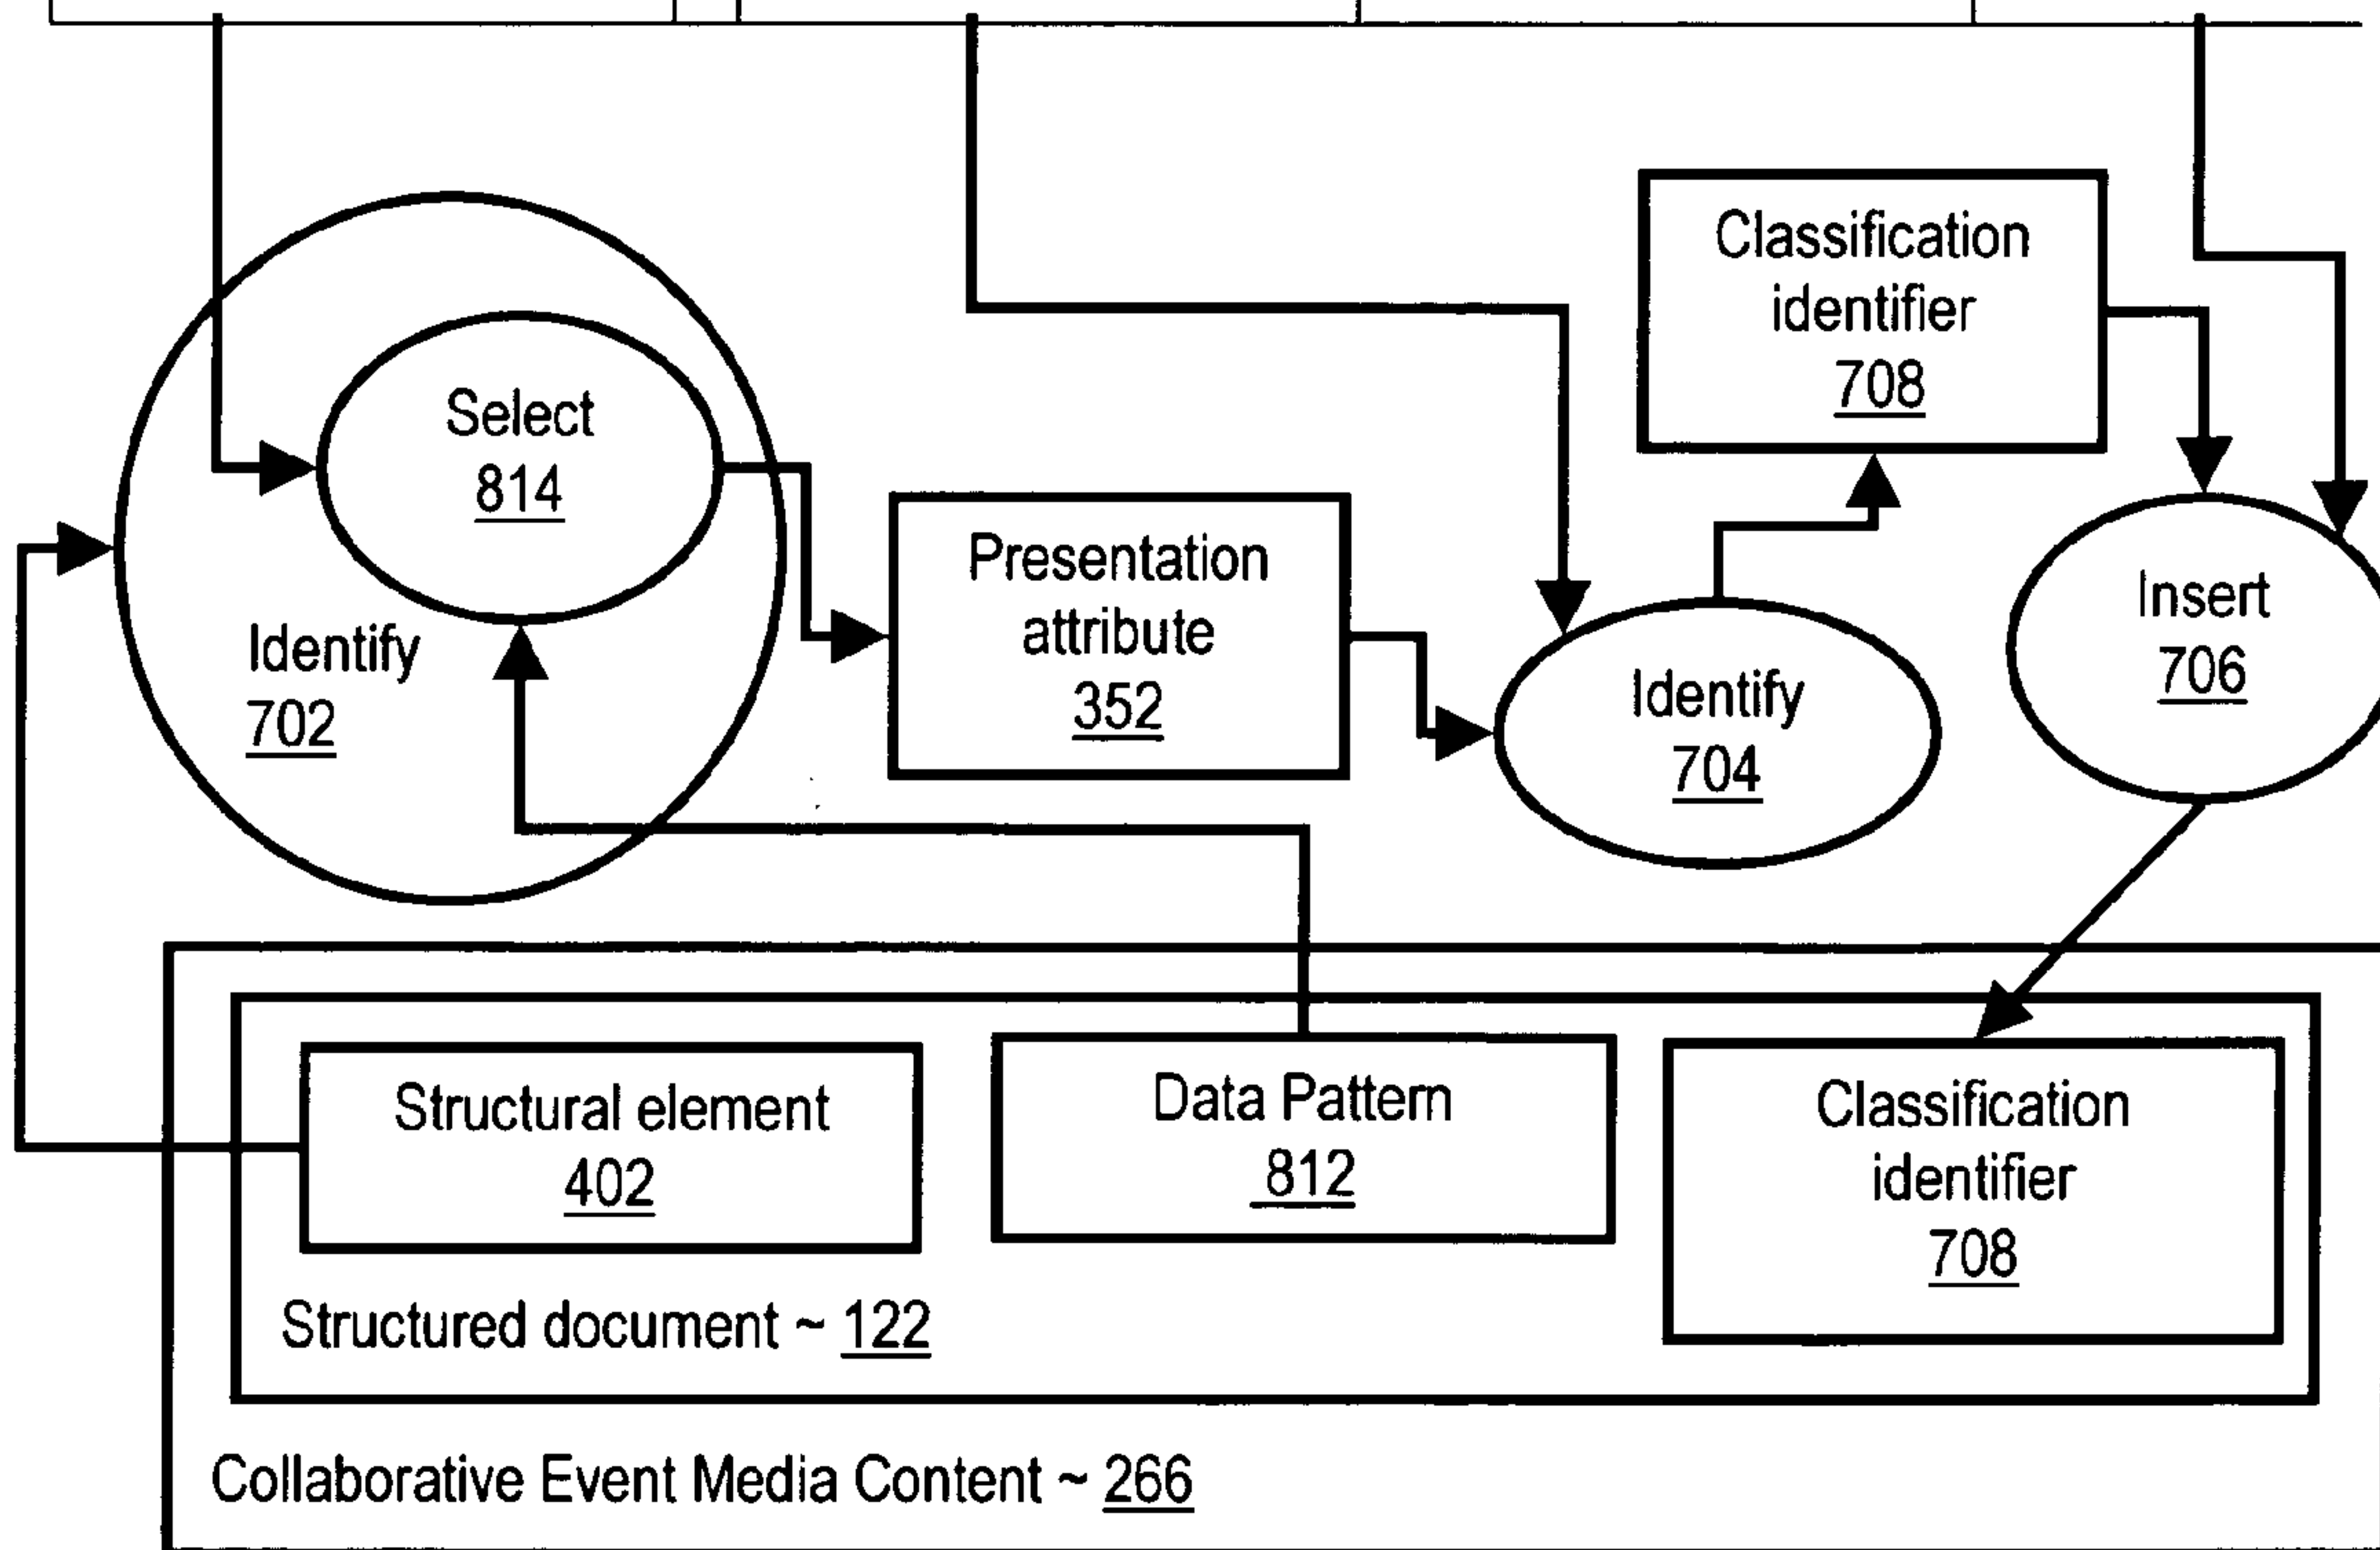 Classification
identifier
708
Select
814
Presentation
attribute
352
Identify
702
Identify
704
Insert
706
Structural element
402
Data Pattern
812
Classification
identifier
708
Structured document ~ 122
Collaborative Event Media Content ~ 266